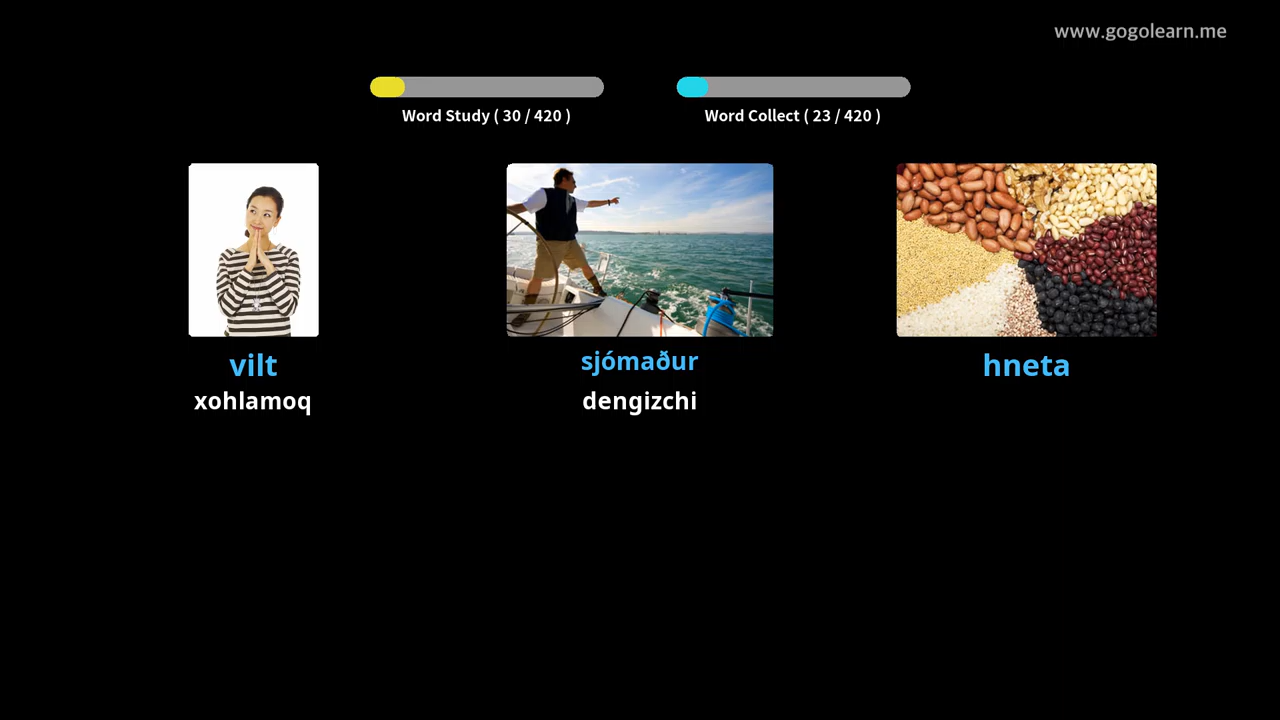 www.gogolearn.me
Word Study ( 30 / 420 )
Word Collect ( 23 / 420 )
vilt
xohlamoq
sjómaður
dengizchi
hneta